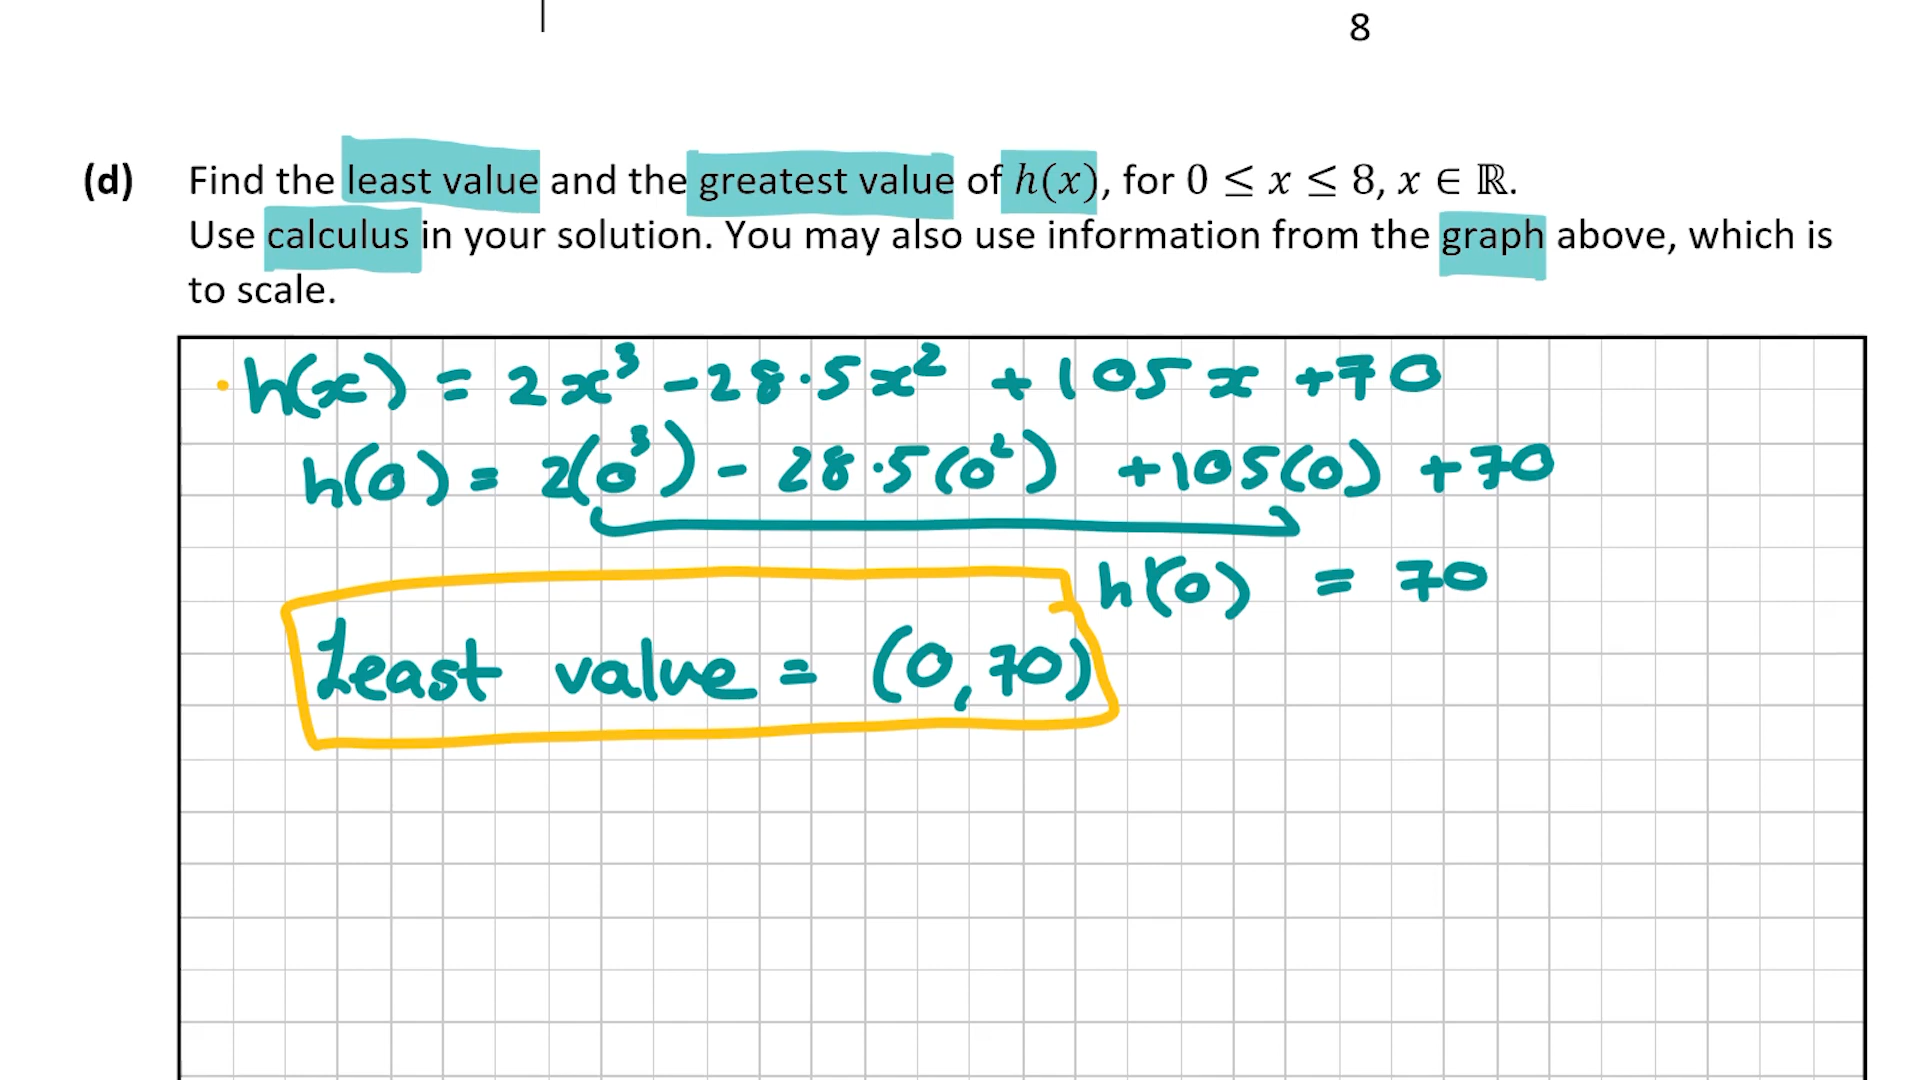 8
(d) Find the least value and the greatest value of h(x), for 0 ≤ x ≤ 8, x ∈ ℝ.
Use calculus in your solution. You may also use information from the graph above, which is
to scale.
h(x) = 2x³ - 28·5x² + 105x + 70
h(0) = 2(0³) - 28·5(0²) + 105(0) + 70
h(0) = 70
Least value = (0, 70)